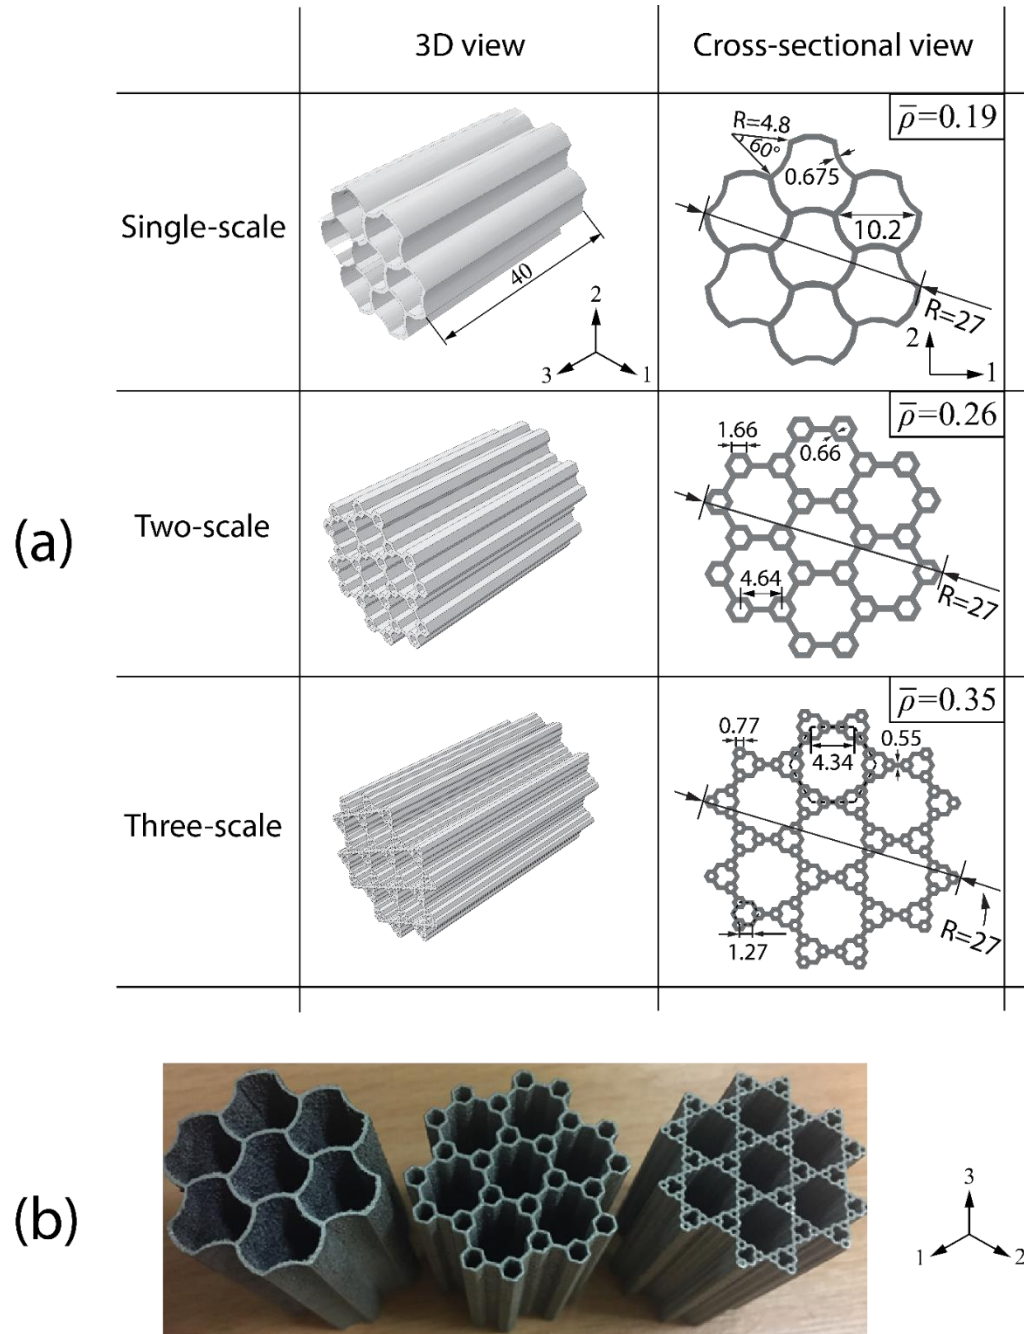 3D view
Cross-sectional view
Single-scale
40
2
3
1
ρ̅=0.19
R=4.8
60°
0.675
10.2
R=27
2
1
(a)
Two-scale
ρ̅=0.26
1.66
0.66
4.64
R=27
Three-scale
ρ̅=0.35
0.77
0.55
4.34
R=27
1.27
(b)
3
1
2